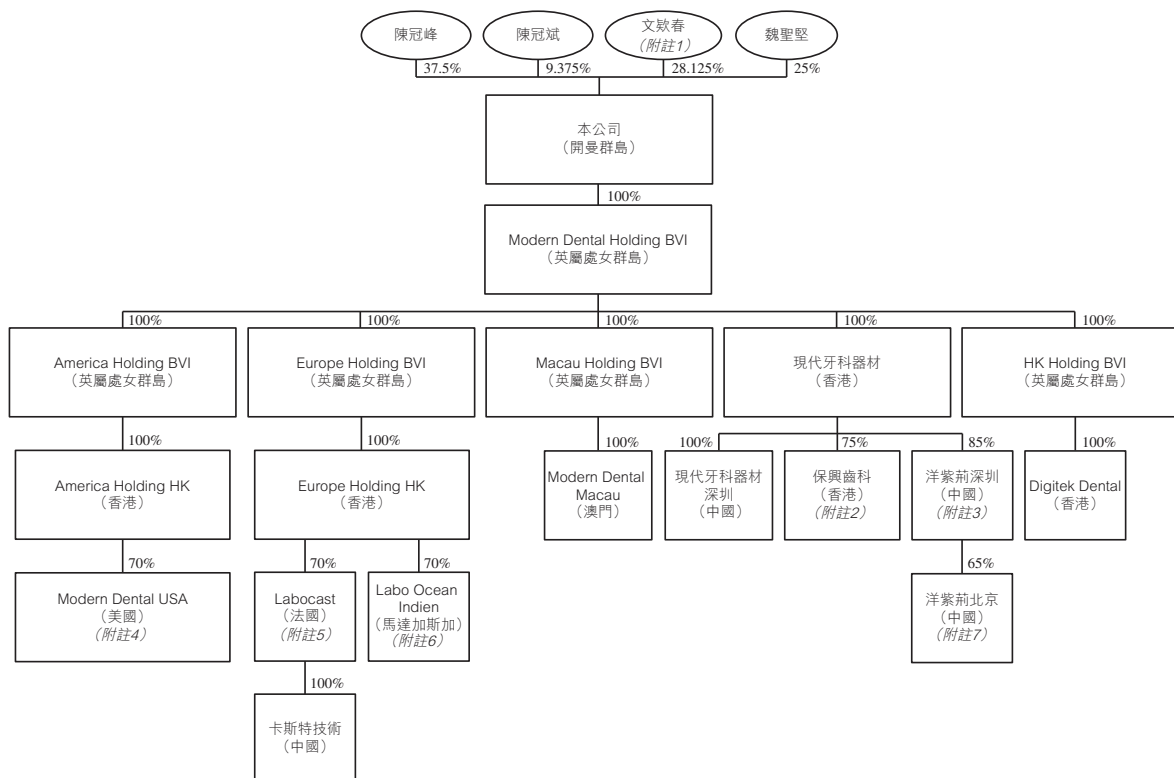 陳冠峰
陳冠斌
文欵春
(附註1)
魏聖堅
37.5%
9.375%
28.125%
25%
本公司
(開曼群島)
100%
Modern Dental Holding BVI
(英屬處女群島)
100%
100%
100%
100%
100%
America Holding BVI
(英屬處女群島)
Europe Holding BVI
(英屬處女群島)
Macau Holding BVI
(英屬處女群島)
現代牙科器材
(香港)
HK Holding BVI
(英屬處女群島)
100%
100%
100%
100%
75%
85%
100%
America Holding HK
(香港)
Europe Holding HK
(香港)
Modern Dental
Macau
(澳門)
現代牙科器材
深圳
(中國)
保興齒科
(香港)
(附註2)
洋紫荊深圳
(中國)
(附註3)
Digitek Dental
(香港)
70%
70%
70%
65%
Modern Dental USA
(美國)
(附註4)
Labocast
(法國)
(附註5)
Labo Ocean
Indien
(馬達加斯加)
(附註6)
洋紫荊北京
(中國)
(附註7)
100%
卡斯特技術
(中國)